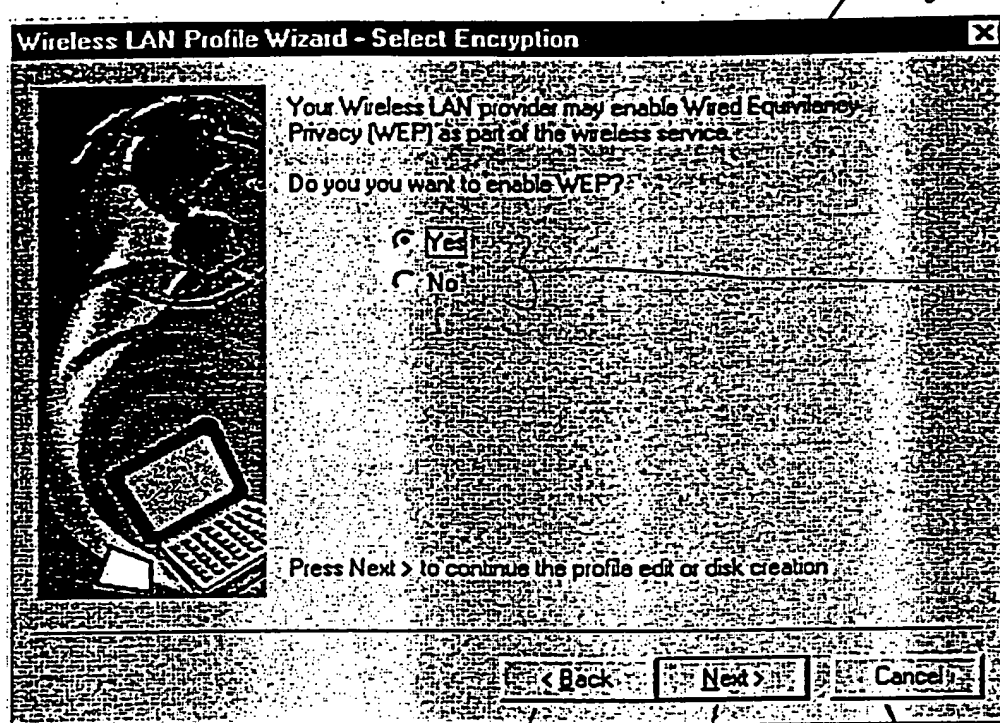 Wireless LAN Profile Wizard - Select Encryption
Your Wireless LAN provider may enable Wired Equivilancy
Privacy (WEP) as part of the wireless service.
Do you you want to enable WEP?
Yes
No
Press Next > to continue the profile edit or disk creation
< Back
Next >
Cancel